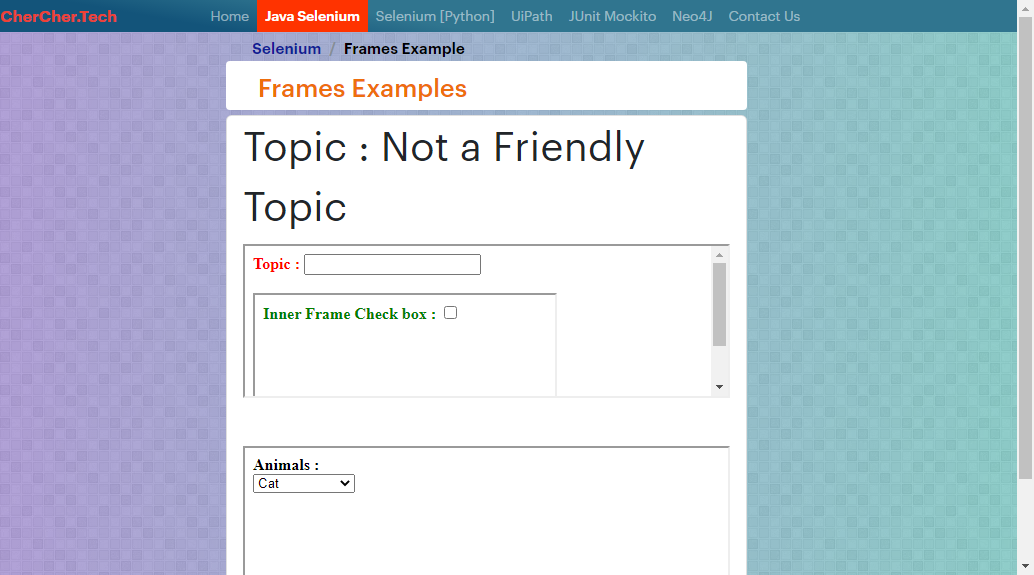 CherCher.Tech Home Java Selenium Selenium [Python] UiPath JUnit Mockito Neo4J Contact Us
Selenium / Frames Example
Frames Examples
Topic : Not a Friendly
Topic
Topic :
Inner Frame Check box :
Animals :
Cat